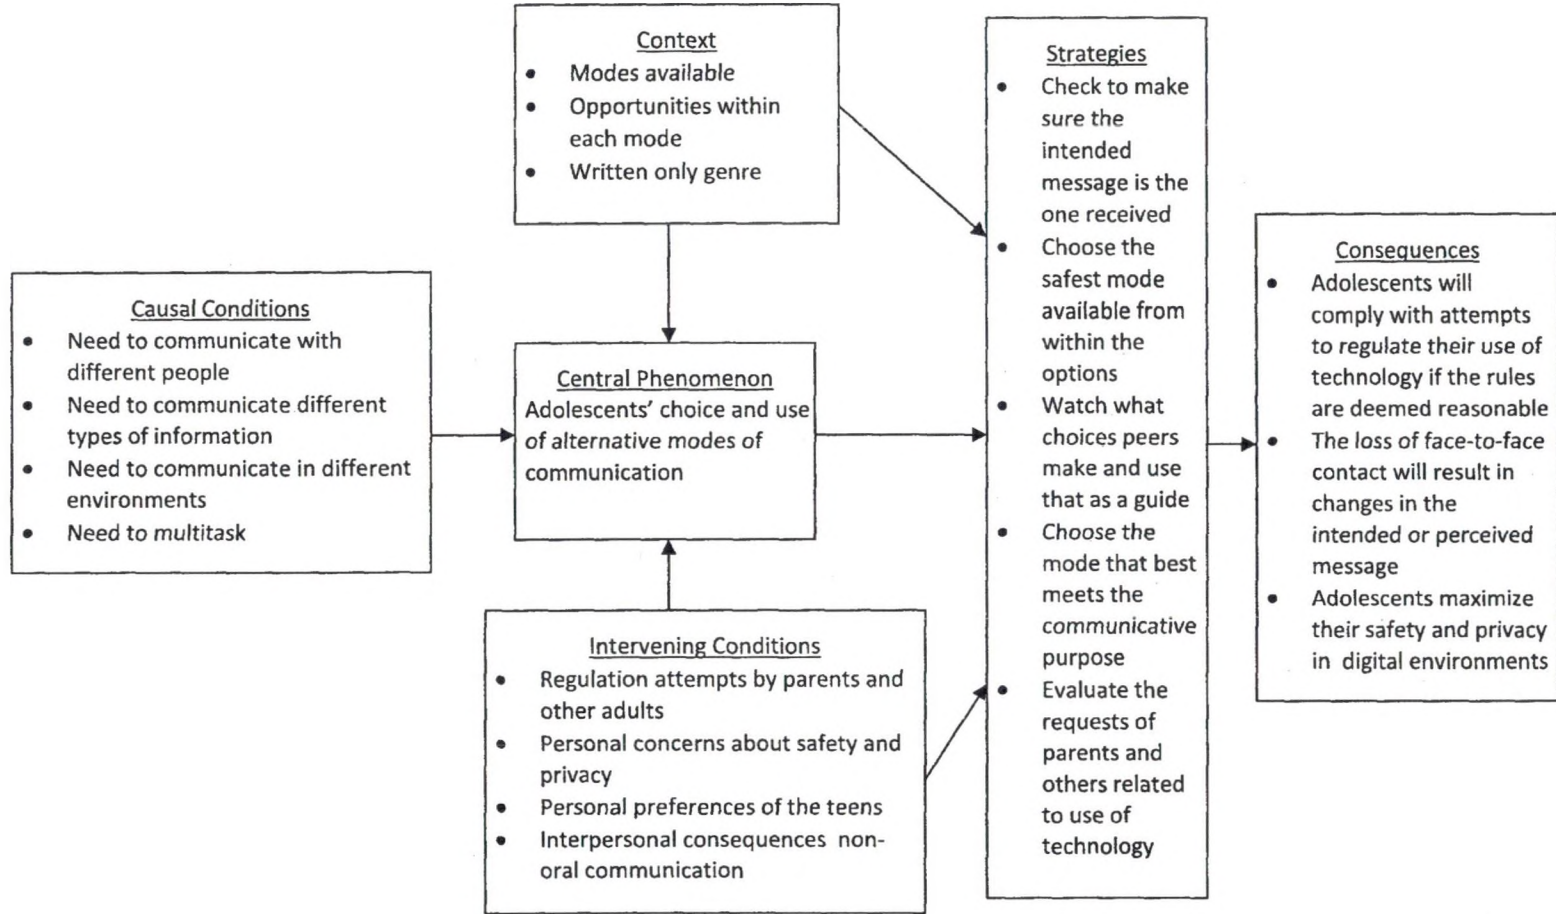 Context
• Modes available
• Opportunities within
each mode
• Written only genre
Causal Conditions
• Need to communicate with
different people
• Need to communicate different
types of information
• Need to communicate in different
environments
• Need to multitask
Central Phenomenon
Adolescents' choice and use
of alternative modes of
communication
Intervening Conditions
• Regulation attempts by parents and
other adults
• Personal concerns about safety and
privacy
• Personal preferences of the teens
• Interpersonal consequences non-
oral communication
Strategies
• Check to make
sure the
intended
message is the
one received
• Choose the
safest mode
available from
within the
options
• Watch what
choices peers
make and use
that as a guide
• Choose the
mode that best
meets the
communicative
purpose
• Evaluate the
requests of
parents and
others related
to use of
technology
Consequences
• Adolescents will
comply with attempts
to regulate their use of
technology if the rules
are deemed reasonable
• The loss of face-to-face
contact will result in
changes in the
intended or perceived
message
• Adolescents maximize
their safety and privacy
in digital environments